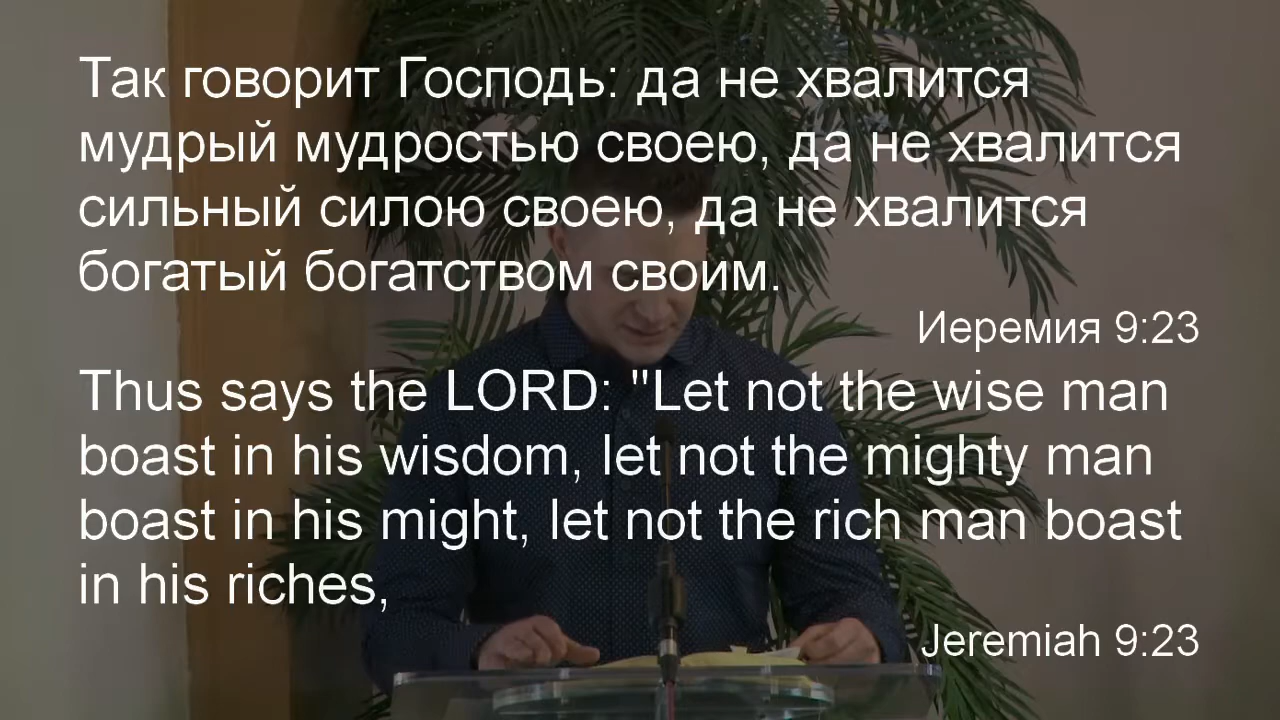 Так говорит Господь: да не хвалится
мудрый мудростью своею, да не хвалится
сильный силою своею, да не хвалится
богатый богатством своим.
Иеремия 9:23
Thus says the LORD: "Let not the wise man
boast in his wisdom, let not the mighty man
boast in his might, let not the rich man boast
in his riches,
Jeremiah 9:23